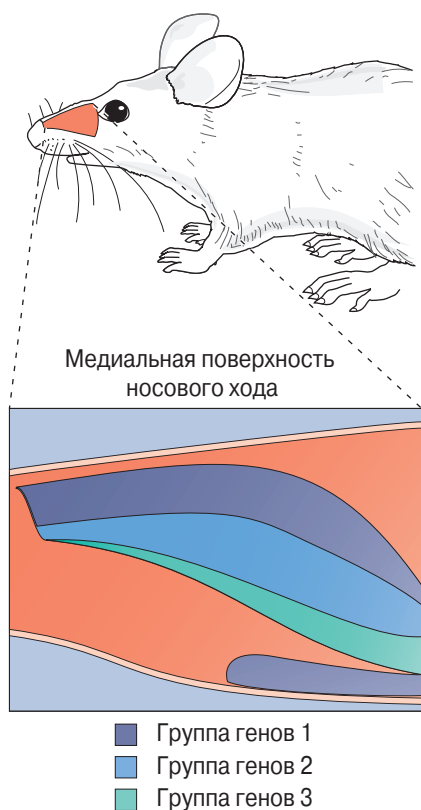 Медиальная поверхность
носового хода
Группа генов 1
Группа генов 2
Группа генов 3